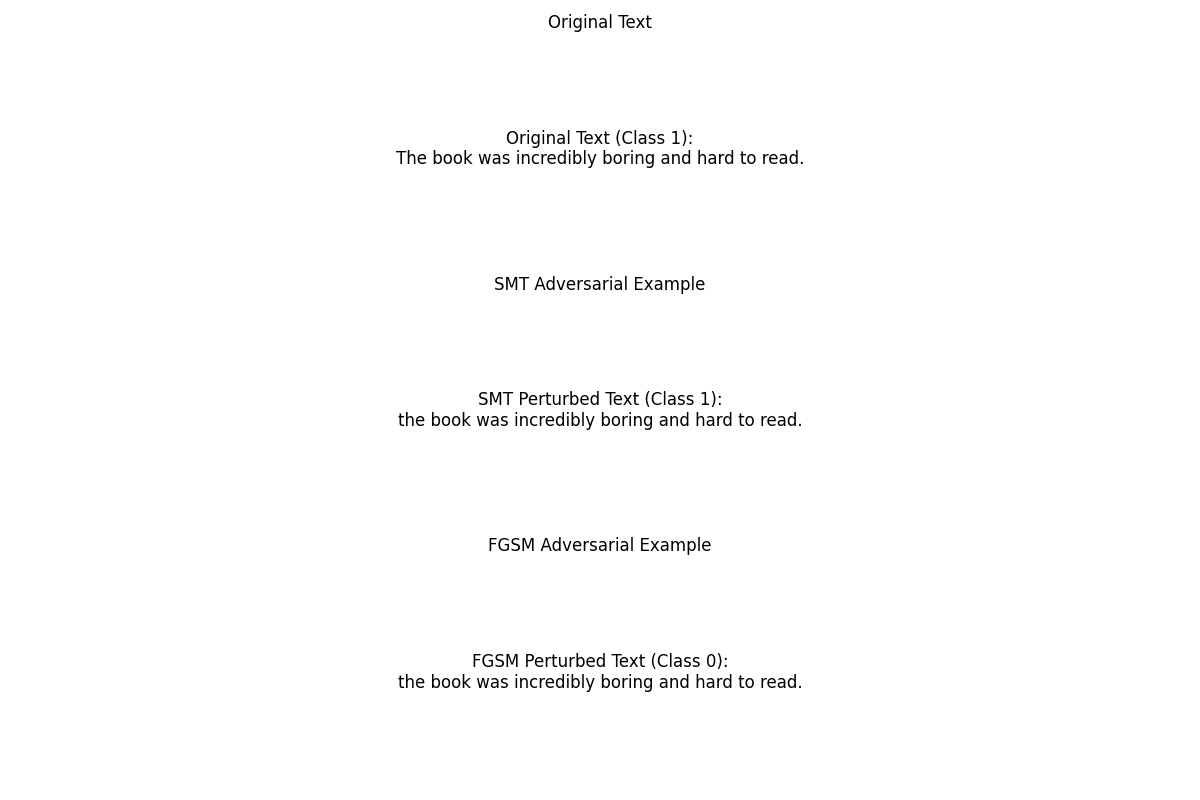 Original Text
Original Text (Class 1):
The book was incredibly boring and hard to read.
SMT Adversarial Example
SMT Perturbed Text (Class 1):
the book was incredibly boring and hard to read.
FGSM Adversarial Example
FGSM Perturbed Text (Class 0):
the book was incredibly boring and hard to read.